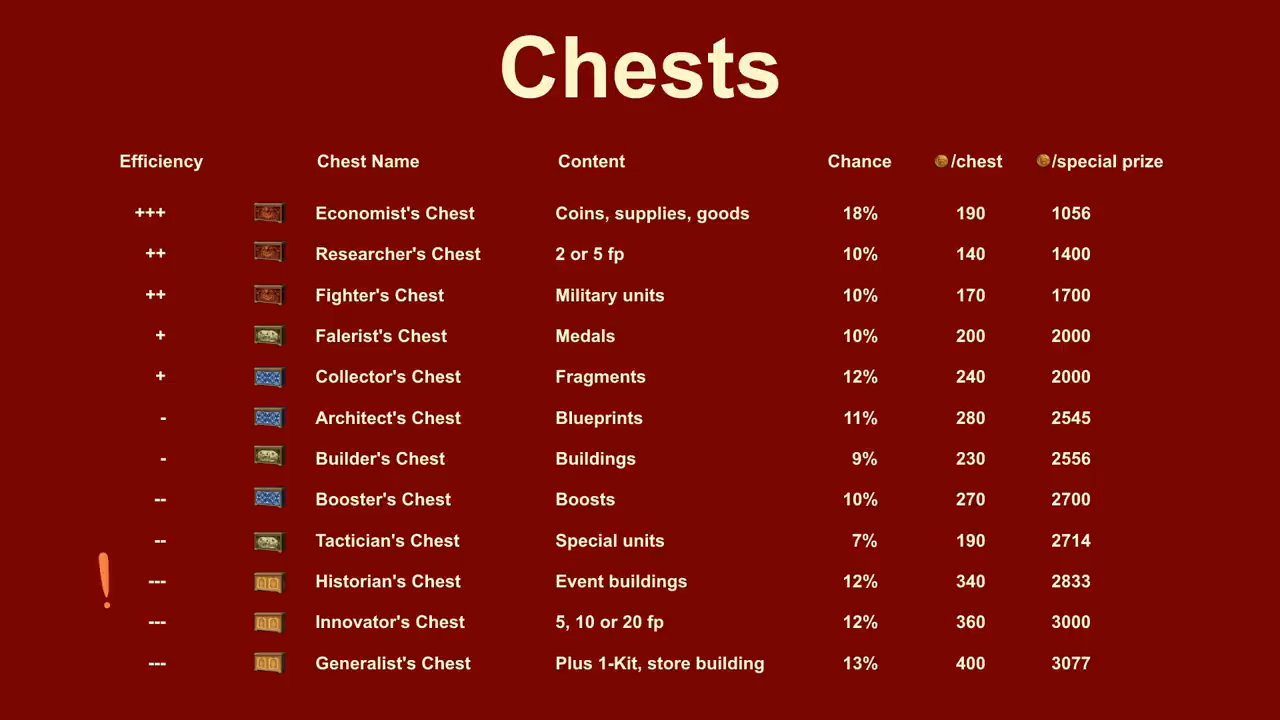 Chests
Efficiency Chest Name Content Chance /chest /special prize
+++ Economist's Chest Coins, supplies, goods 18% 190 1056
++ Researcher's Chest 2 or 5 fp 10% 140 1400
++ Fighter's Chest Military units 10% 170 1700
+ Falerist's Chest Medals 10% 200 2000
+ Collector's Chest Fragments 12% 240 2000
- Architect's Chest Blueprints 11% 280 2545
- Builder's Chest Buildings 9% 230 2556
-- Booster's Chest Boosts 10% 270 2700
-- Tactician's Chest Special units 7% 190 2714
! --- Historian's Chest Event buildings 12% 340 2833
--- Innovator's Chest 5, 10 or 20 fp 12% 360 3000
--- Generalist's Chest Plus 1-Kit, store building 13% 400 3077